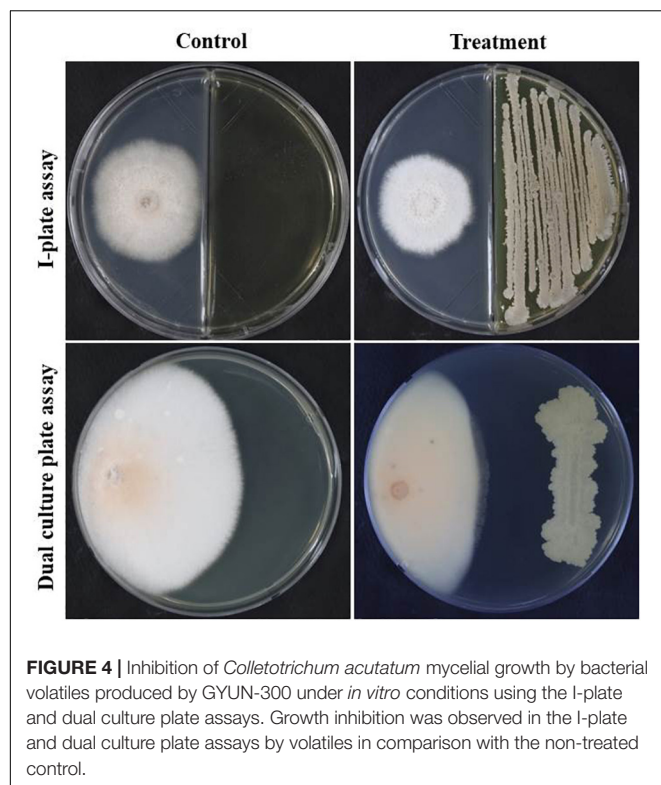 Control
Treatment
I-plate assay
Dual culture plate assay
FIGURE 4 | Inhibition of Colletotrichum acutatum mycelial growth by bacterial
volatiles produced by GYUN-300 under in vitro conditions using the I-plate
and dual culture plate assays. Growth inhibition was observed in the I-plate
and dual culture plate assays by volatiles in comparison with the non-treated
control.